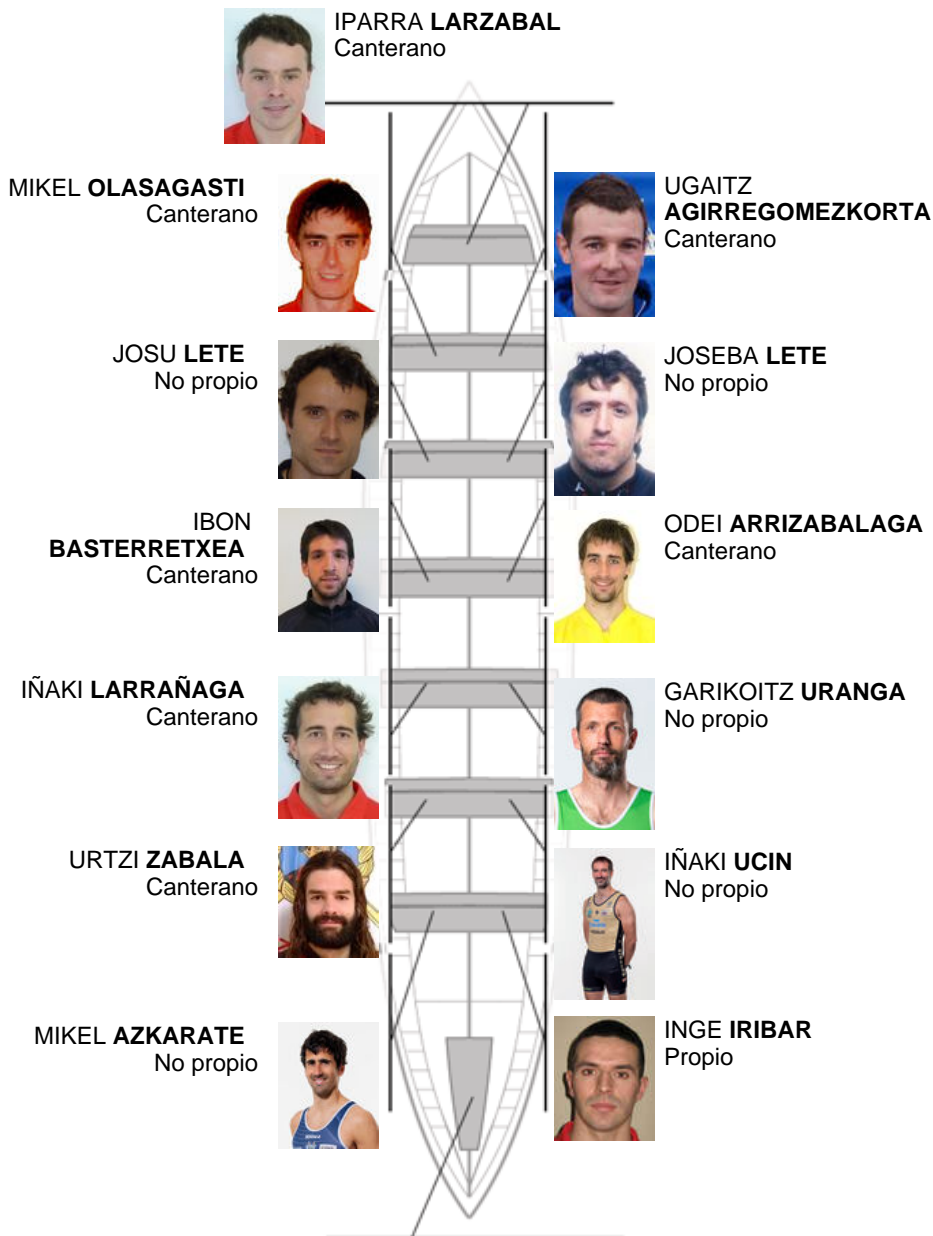 IPARRA LARZABAL
Canterano
MIKEL OLASAGASTI
Canterano
UGAITZ
AGIRREGOMEZKORTA
Canterano
JOSU LETE
No propio
JOSEBA LETE
No propio
IBON
BASTERRETXEA
Canterano
ODEI ARRIZABALAGA
Canterano
IÑAKI LARRAÑAGA
Canterano
GARIKOITZ URANGA
No propio
URTZI ZABALA
Canterano
IÑAKI UCIN
No propio
MIKEL AZKARATE
No propio
INGE IRIBAR
Propio